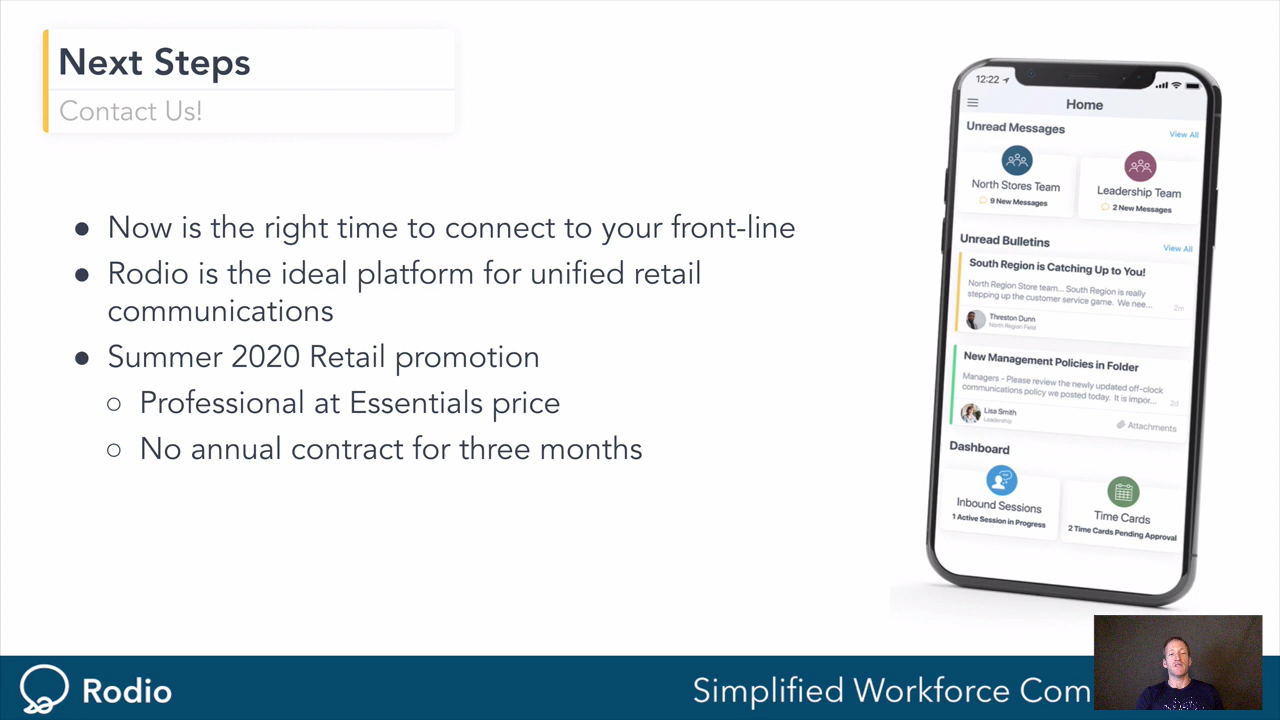 Next Steps
Contact Us!
● Now is the right time to connect to your front-line
● Rodio is the ideal platform for unified retail
communications
● Summer 2020 Retail promotion
○ Professional at Essentials price
○ No annual contract for three months
12:22
Home
Unread Messages
View All
North Stores Team
9 New Messages
Leadership Team
2 New Messages
Unread Bulletins
View All
South Region is Catching Up to You!
North Region Store team... South Region is really
stepping up the customer service game. We nee...
2m
Threston Dunn
North Region Field
New Management Policies in Folder
Managers - Please review the newly updated off-clock
communications policy we posted today. It is impor...
2d
Lisa Smith
Leadership
Attachments
Dashboard
Inbound Sessions
1 Active Session in Progress
Time Cards
2 Time Cards Pending Approval
Rodio
Simplified Workforce Com